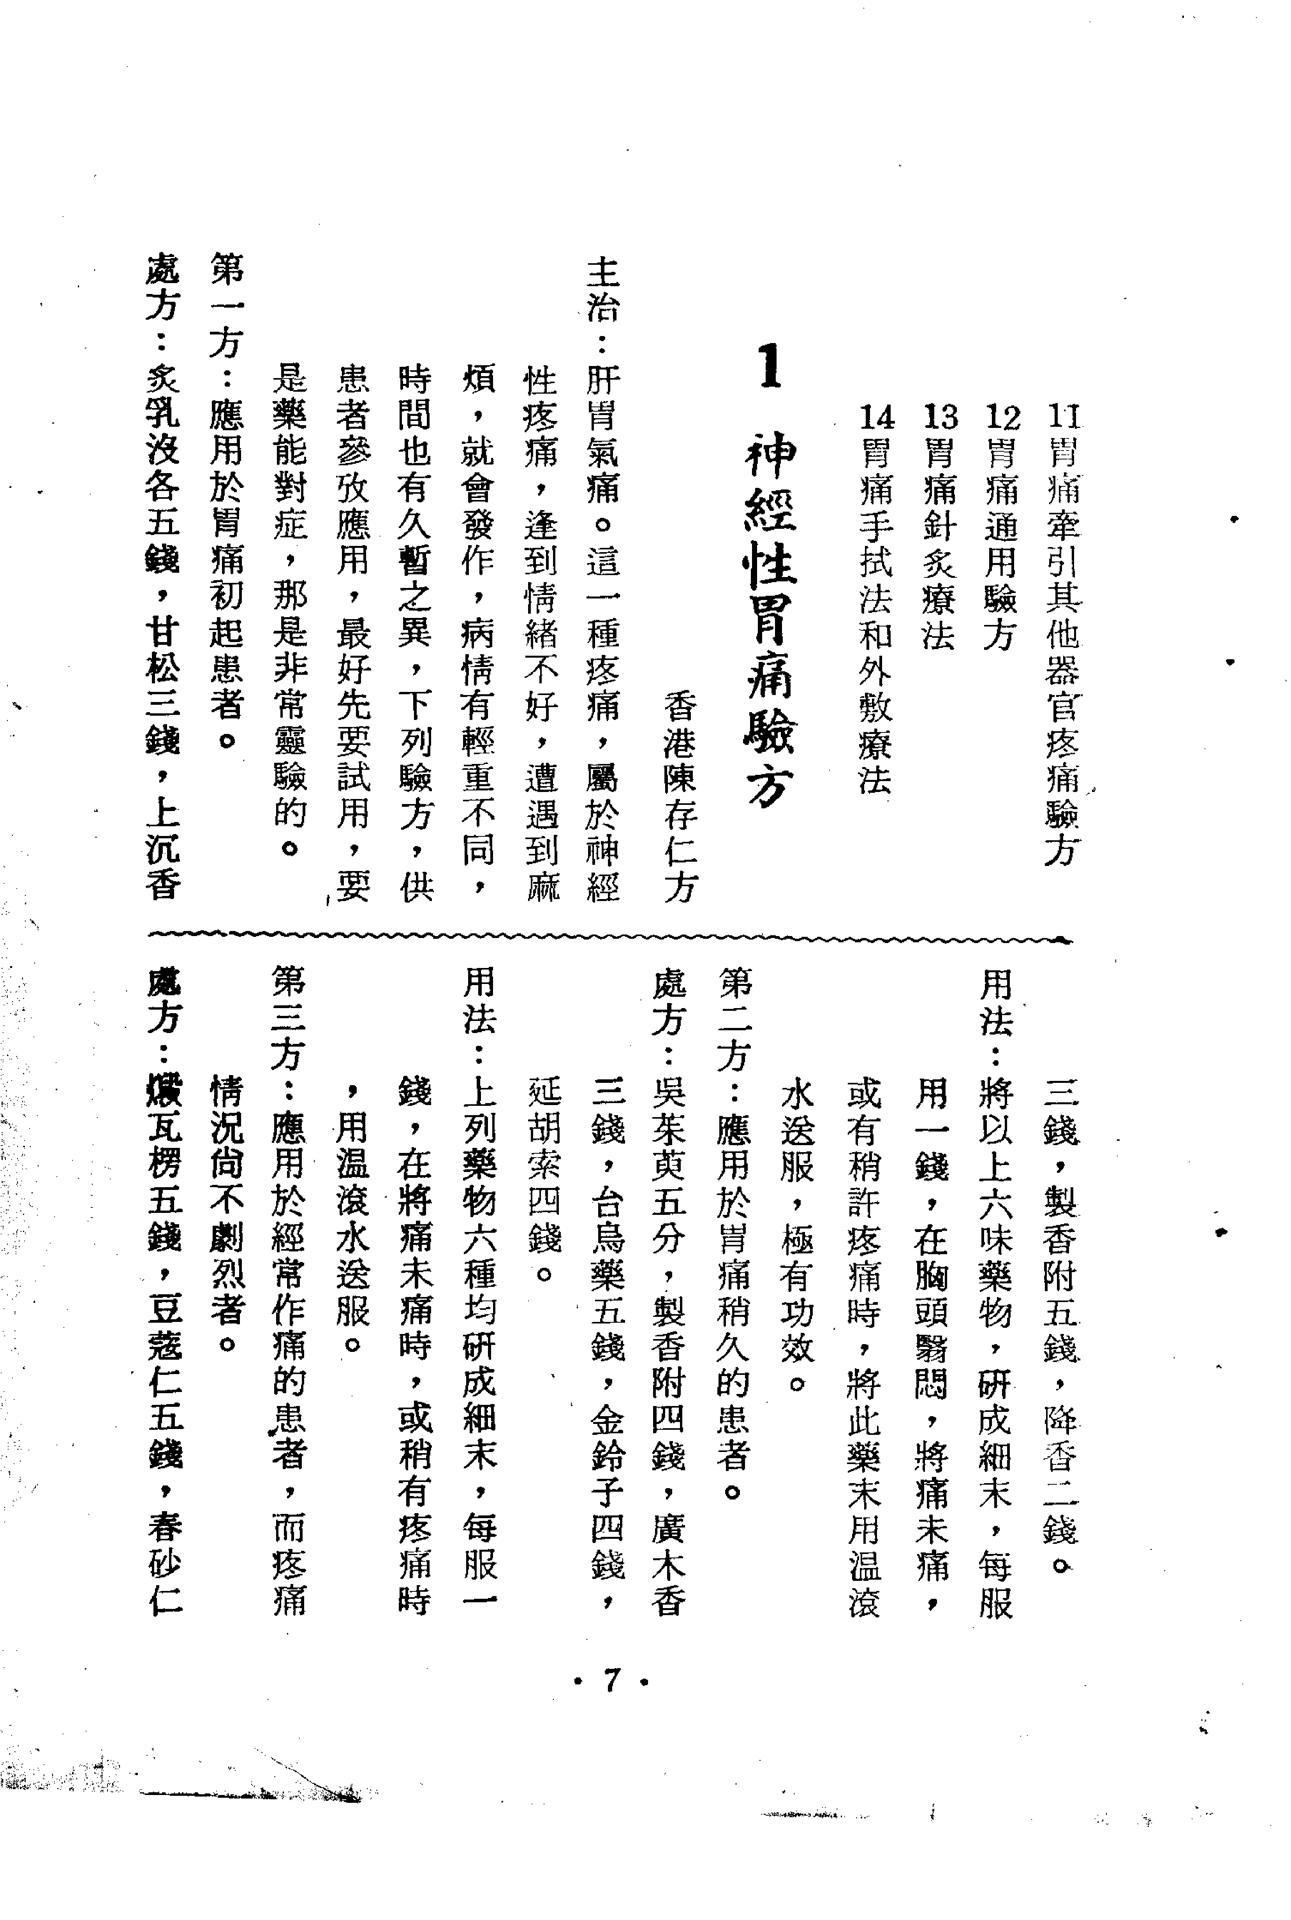 11胃痛牽引其他器官疼痛驗方
12胃痛通用驗方
13胃痛針炙療法
14胃痛手拭法和外敷療法
1 神經性胃痛驗方
香港陳存仁方
主治：肝胃氣痛。這一種疼痛，屬於神經
性疼痛，逢到情緒不好，遭遇到麻
煩，就會發作，病情有輕重不同，
時間也有久暫之異，下列驗方，供
患者參攷應用，最好先要試用，要
是藥能對症，那是非常靈驗的。
第一方：應用於胃痛初起患者。
處方：炙乳沒各五錢，甘松三錢，上沉香
三錢，製香附五錢，降香二錢。
用法：將以上六味藥物，研成細末，每服
用一錢，在胸頭翳悶，將痛未痛，
或有稍許疼痛時，將此藥末用温滾
水送服，極有功效。
第二方：應用於胃痛稍久的患者。
處方：吳茱萸五分，製香附四錢，廣木香
三錢，台烏藥五錢，金鈴子四錢，
延胡索四錢。
用法：上列藥物六種均研成細末，每服一
錢，在將痛未痛時，或稍有疼痛時
，用温滾水送服。
第三方：應用於經常作痛的患者，而疼痛
情況尙不劇烈者。
處方：煅瓦楞五錢，豆蔻仁五錢，春砂仁
• 7 •